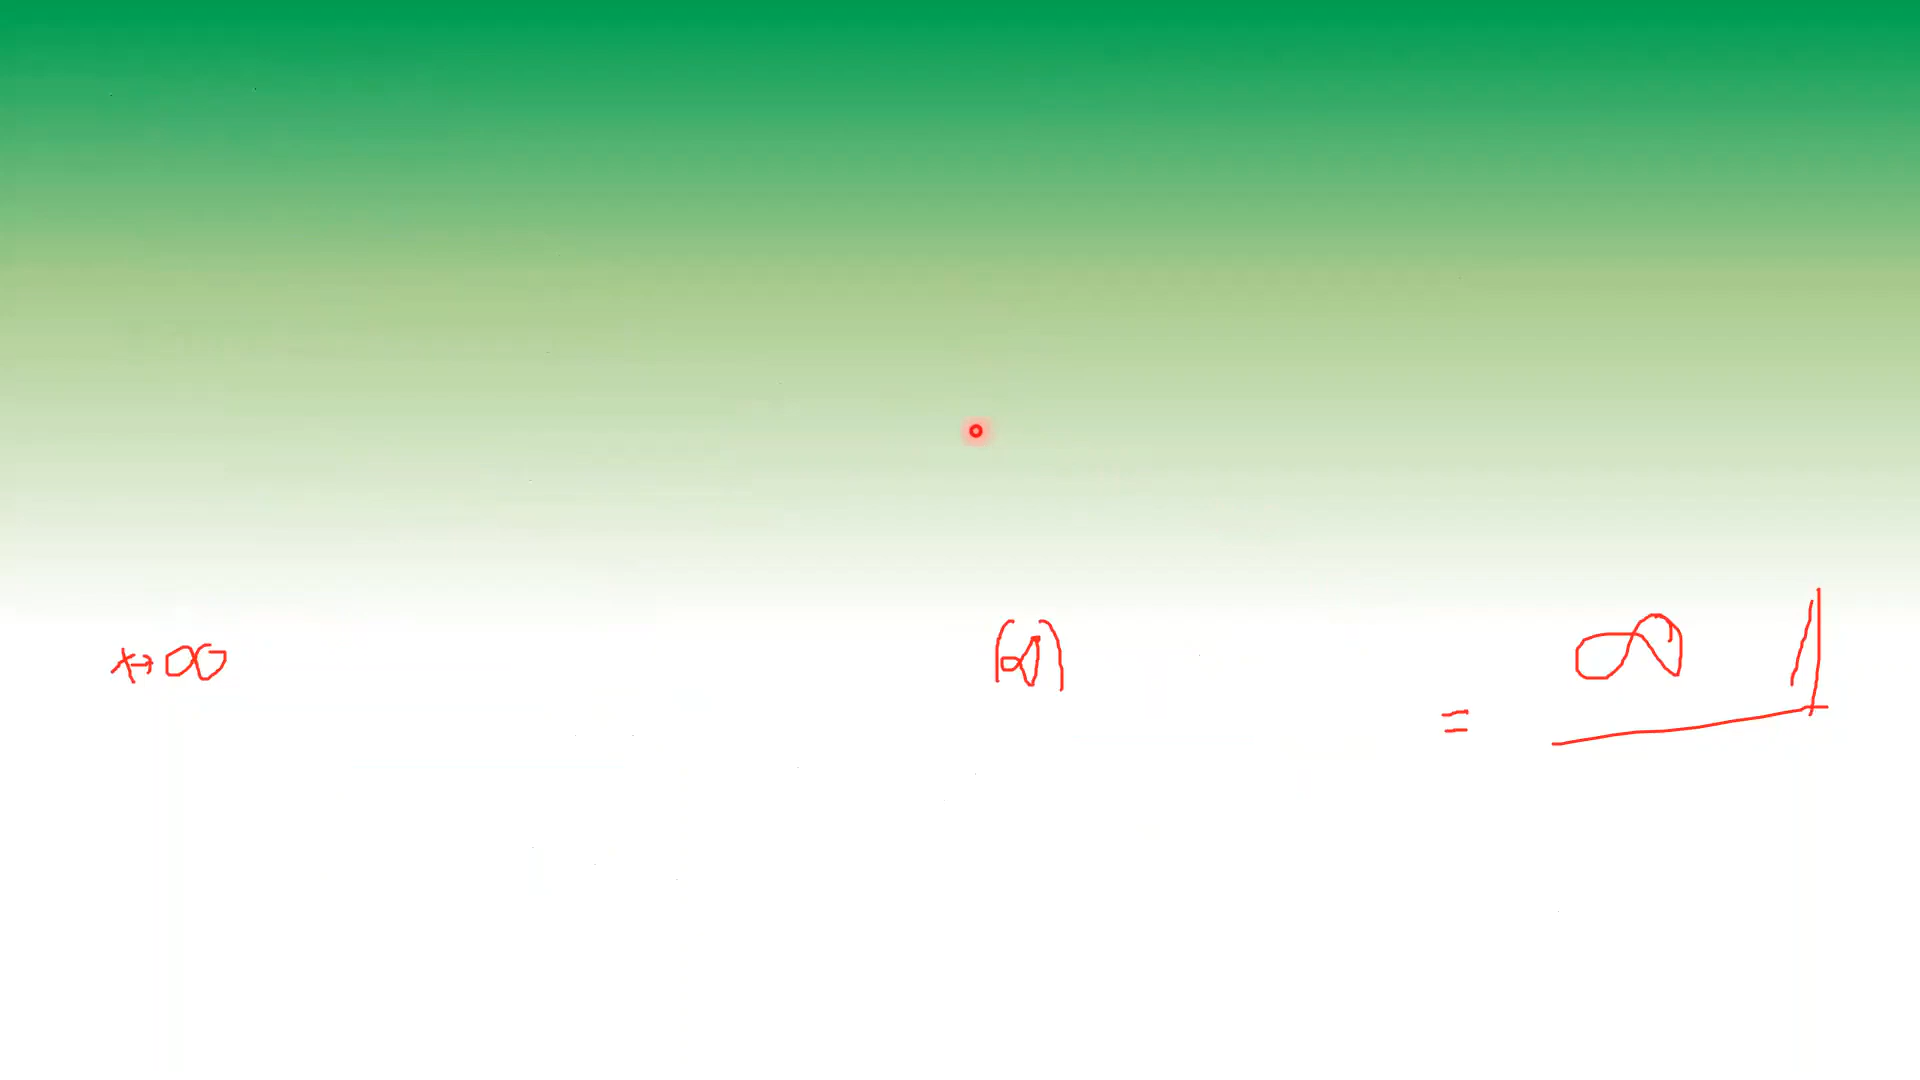 x→∞ (∞) = ∞